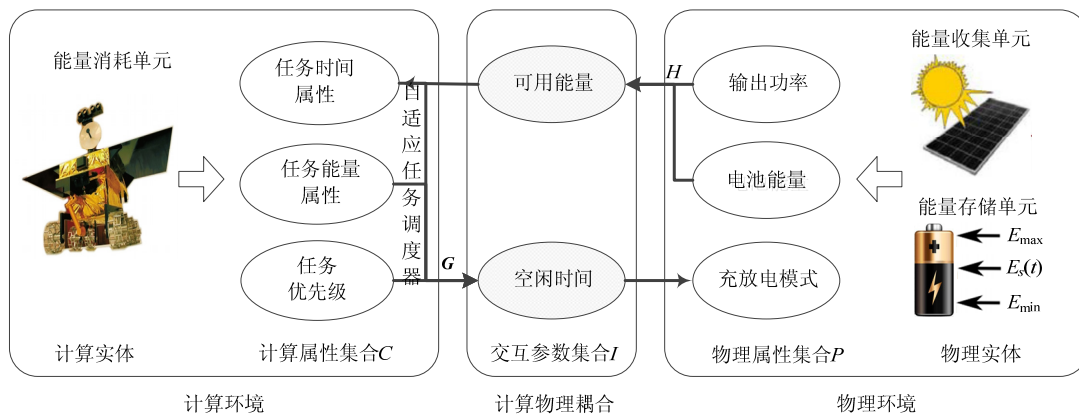 能量消耗单元
计算实体
任务时间
属性
任务能量
属性
任务
优先级
计算属性集合C
自适应任务调度器
G
可用能量
空闲时间
交互参数集合I
H
输出功率
电池能量
充放电模式
物理属性集合P
能量收集单元
能量存储单元
Emax
Es(t)
Emin
物理实体
计算环境
计算物理耦合
物理环境